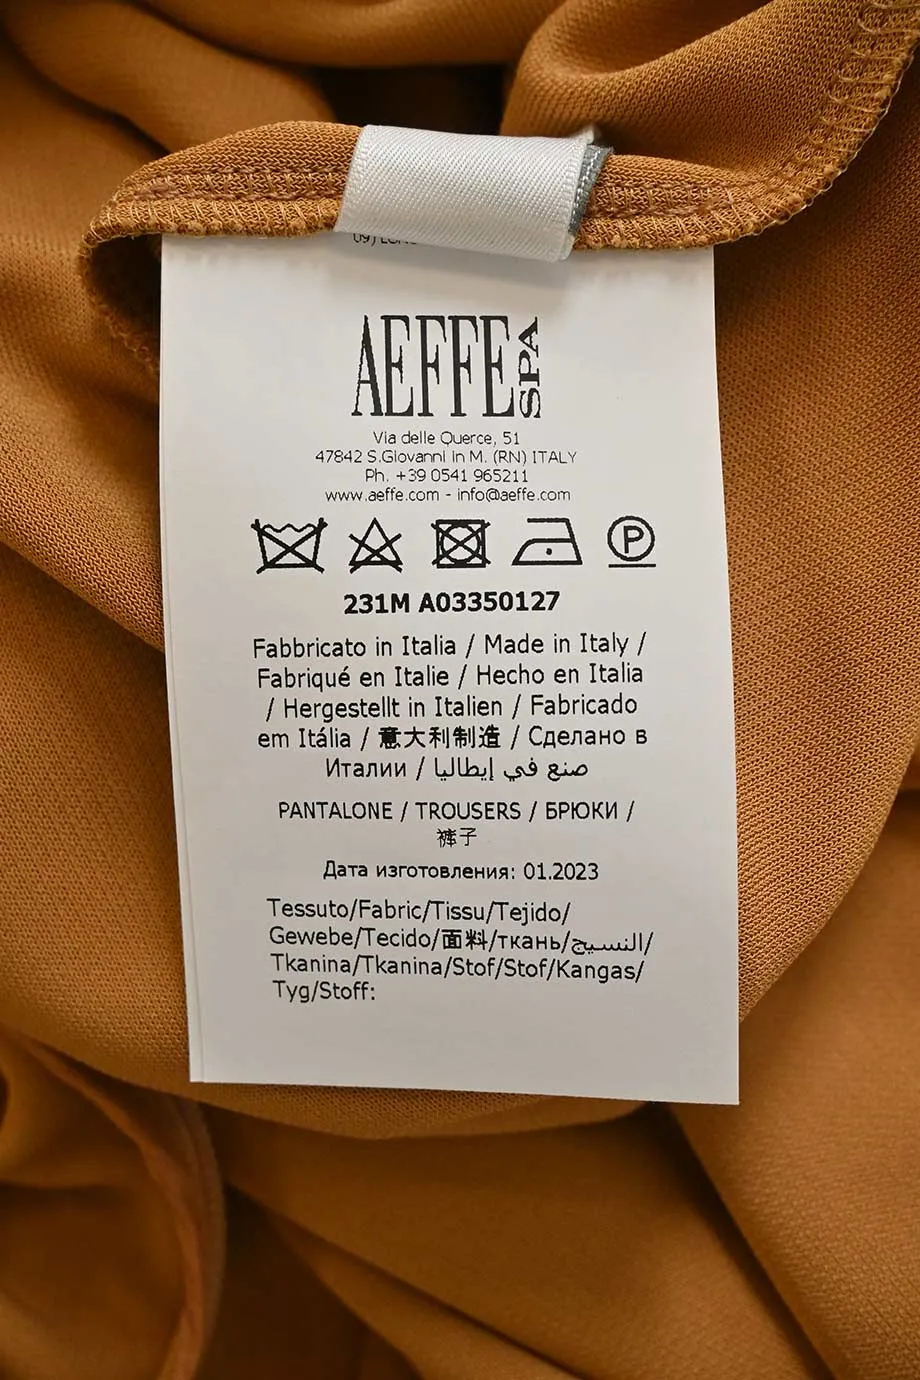 AEFFE SPA
Via delle Querce, 51
47842 S.Giovanni in M. (RN) ITALY
Ph. +39 0541 965211
www.aeffe.com - info@aeffe.com
P
231M A03350127
Fabbricato in Italia / Made in Italy /
Fabriqué en Italie / Hecho en Italia
/ Hergestellt in Italien / Fabricado
em Itália / 意大利制造 / Сделано в
Италии / صنع في إيطاليا
PANTALONE / TROUSERS / БРЮКИ /
裤子
Дата изготовления: 01.2023
Tessuto/Fabric/Tissu/Tejido/
Gewebe/Tecido/面料/ткань/النسيج/
Tkanina/Tkanina/Stof/Stof/Kangas/
Tyg/Stoff: